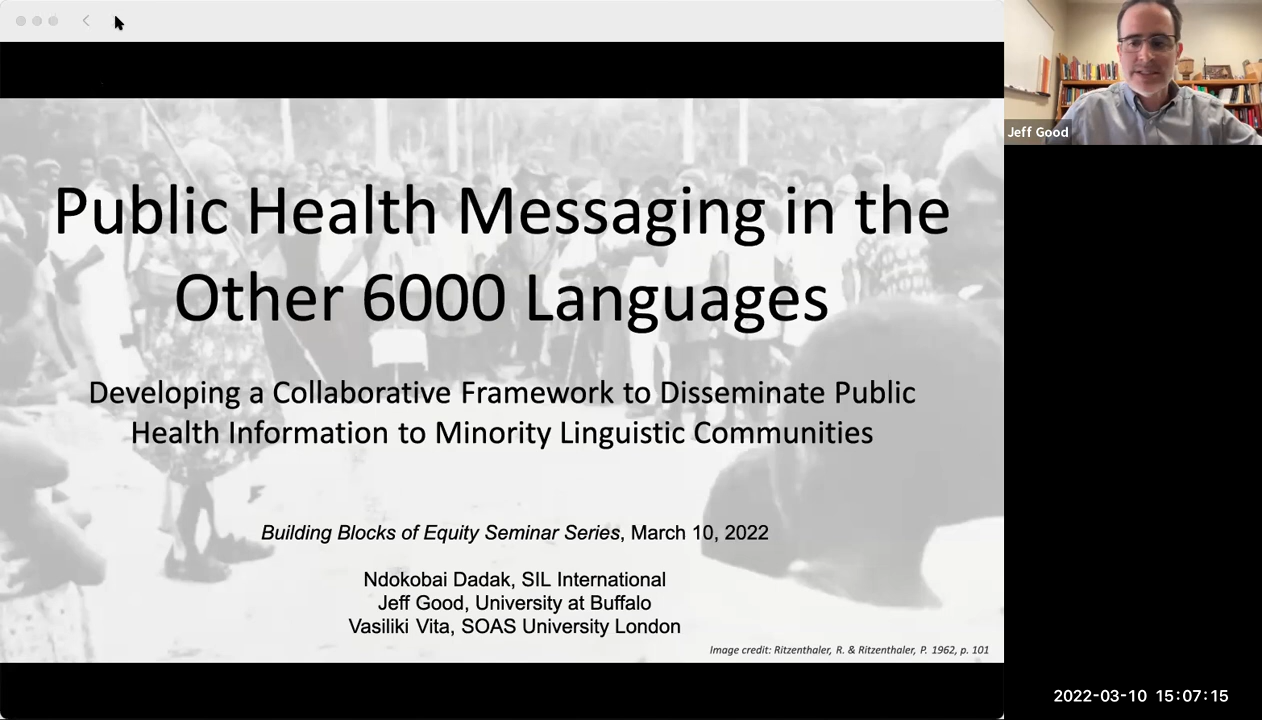 Public Health Messaging in the
Other 6000 Languages
Developing a Collaborative Framework to Disseminate Public
Health Information to Minority Linguistic Communities
Building Blocks of Equity Seminar Series, March 10, 2022
Ndokobai Dadak, SIL International
Jeff Good, University at Buffalo
Vasiliki Vita, SOAS University London
Image credit: Ritzenthaler, R. & Ritzenthaler, P. 1962, p. 101
Jeff Good
2022-03-10 15:07:15